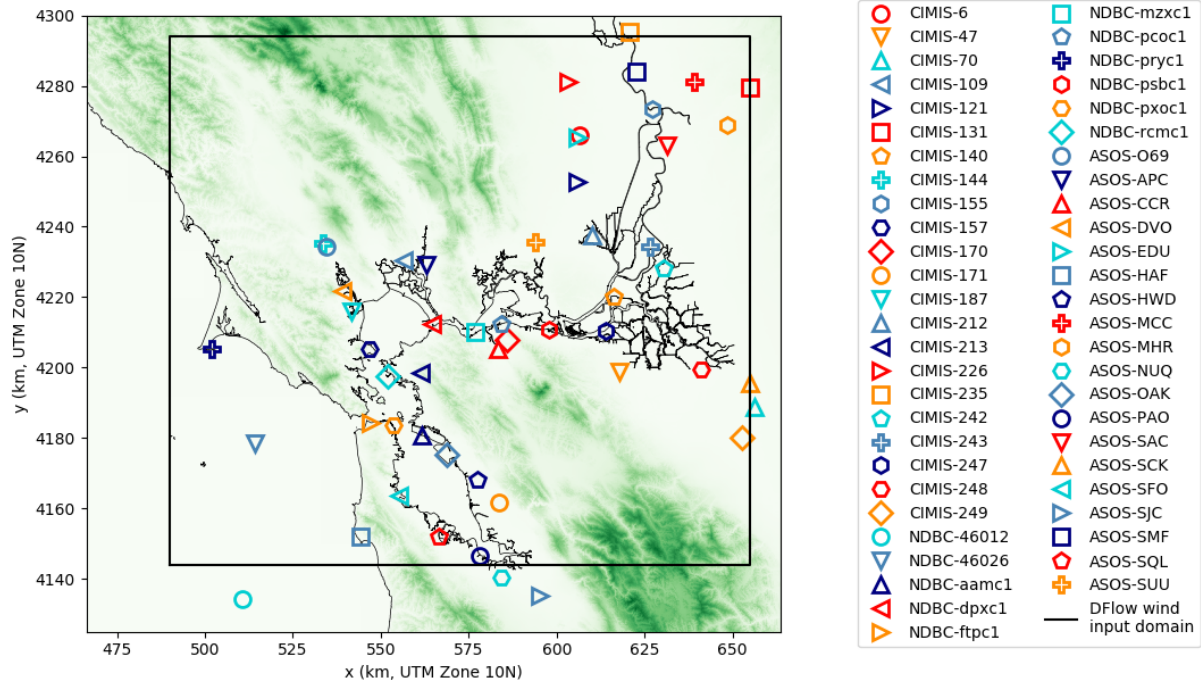 4300
4280
4260
4240
4220
4200
4180
4160
4140
y (km, UTM Zone 10N)
475
500
525
550
575
600
625
650
x (km, UTM Zone 10N)
CIMIS-6
CIMIS-47
CIMIS-70
CIMIS-109
CIMIS-121
CIMIS-131
CIMIS-140
CIMIS-144
CIMIS-155
CIMIS-157
CIMIS-170
CIMIS-171
CIMIS-187
CIMIS-212
CIMIS-213
CIMIS-226
CIMIS-235
CIMIS-242
CIMIS-243
CIMIS-247
CIMIS-248
CIMIS-249
NDBC-46012
NDBC-46026
NDBC-aamc1
NDBC-dpxc1
NDBC-ftpc1
NDBC-mzxc1
NDBC-pcoc1
NDBC-pryc1
NDBC-psbc1
NDBC-pxoc1
NDBC-rcmc1
ASOS-O69
ASOS-APC
ASOS-CCR
ASOS-DVO
ASOS-EDU
ASOS-HAF
ASOS-HWD
ASOS-MCC
ASOS-MHR
ASOS-NUQ
ASOS-OAK
ASOS-PAO
ASOS-SAC
ASOS-SCK
ASOS-SFO
ASOS-SJC
ASOS-SMF
ASOS-SQL
ASOS-SUU
DFlow wind
input domain